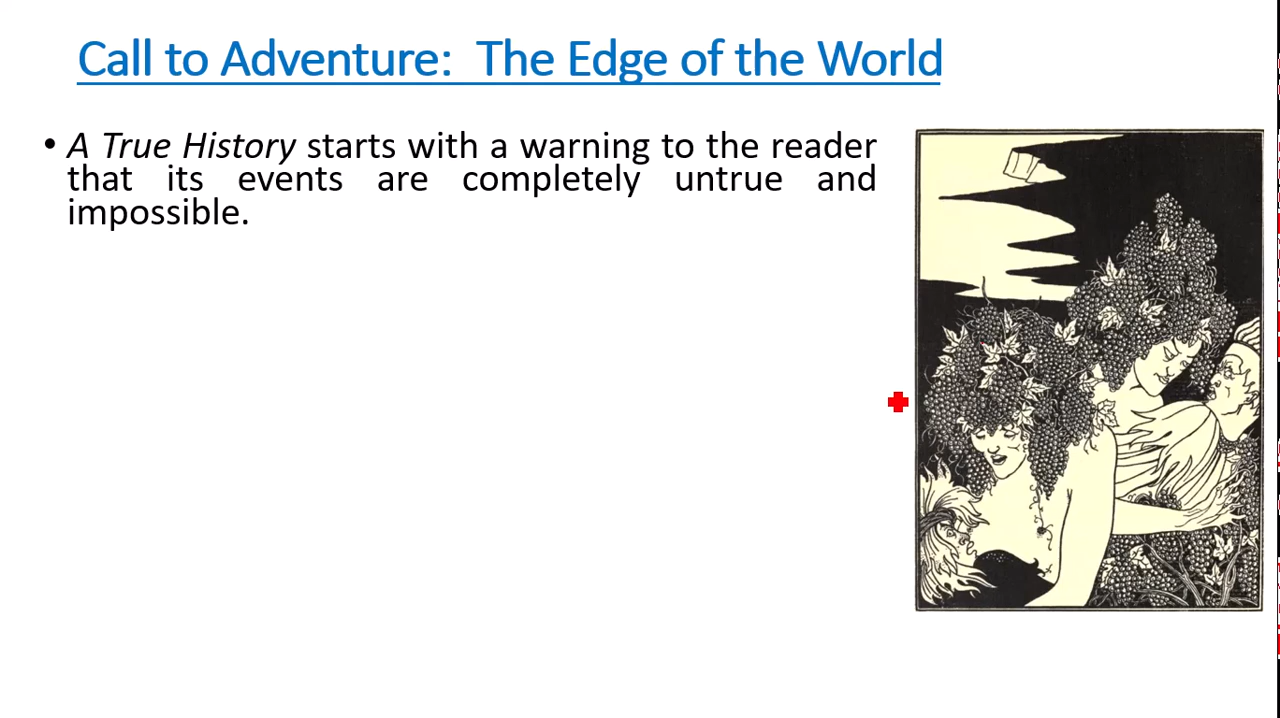 Call to Adventure:  The Edge of the World
• A True History starts with a warning to the reader
that its events are completely untrue and
impossible.